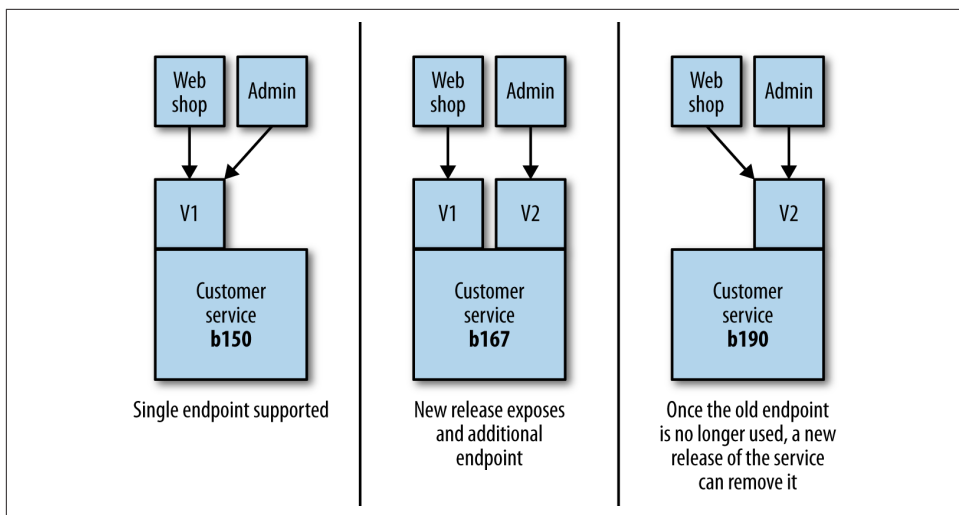 Web
shop
Admin
V1
Customer
service
b150
Single endpoint supported
Web
shop
Admin
V1
V2
Customer
service
b167
New release exposes
and additional
endpoint
Web
shop
Admin
V2
Customer
service
b190
Once the old endpoint
is no longer used, a new
release of the service
can remove it